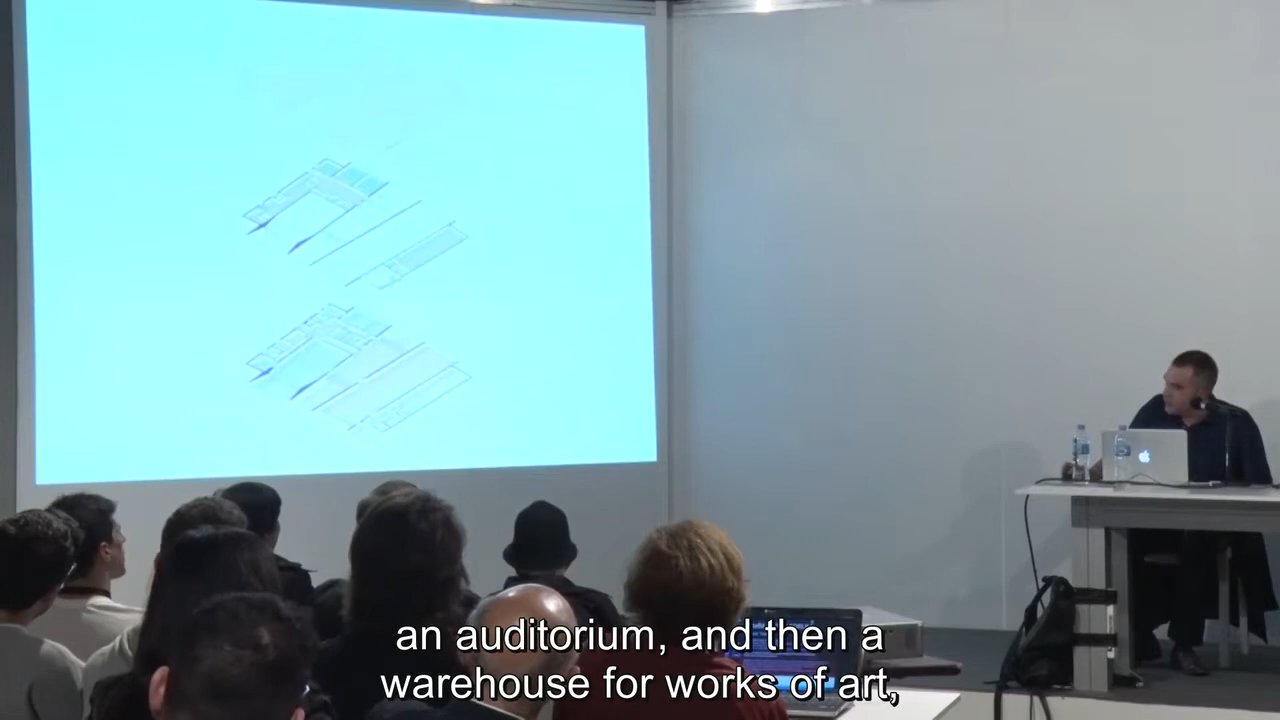 an auditorium, and then a
warehouse for works of art,